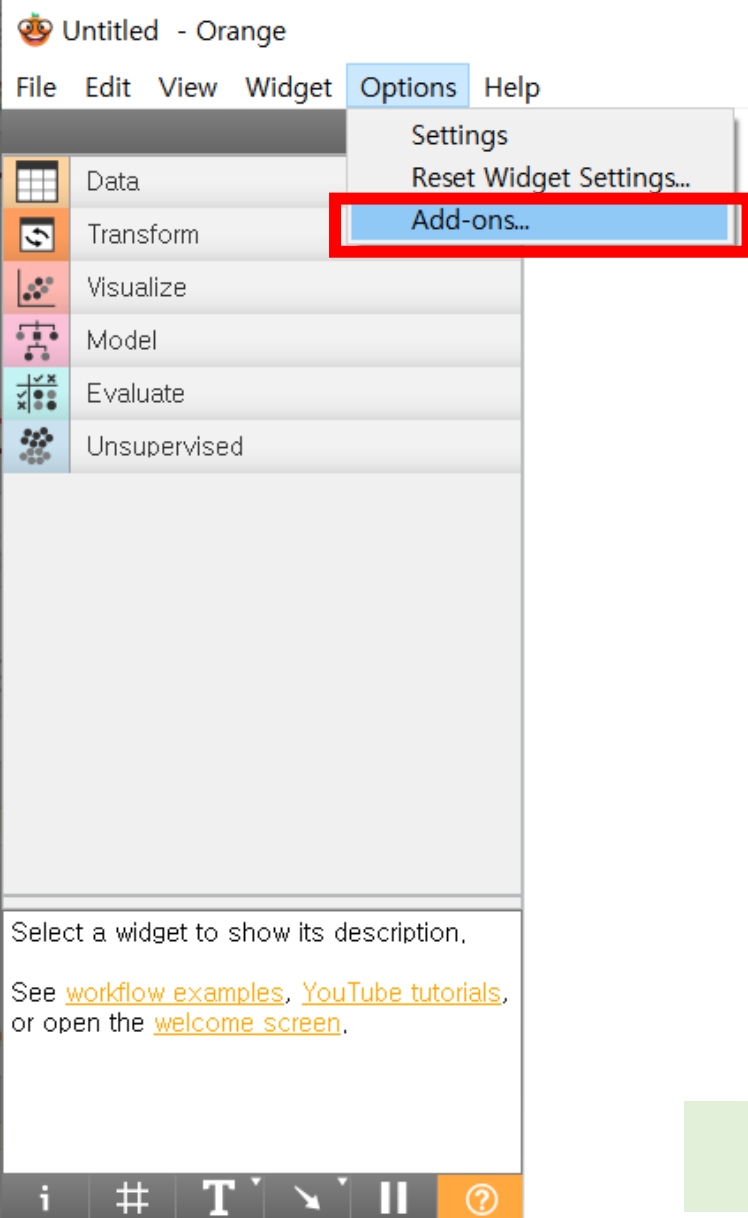 Untitled - Orange
File Edit View Widget Options Help
Settings
Reset Widget Settings...
Add-ons...
Data
Transform
Visualize
Model
Evaluate
Unsupervised
Select a widget to show its description.
See workflow examples, YouTube tutorials,
or open the welcome screen.
i # T ?